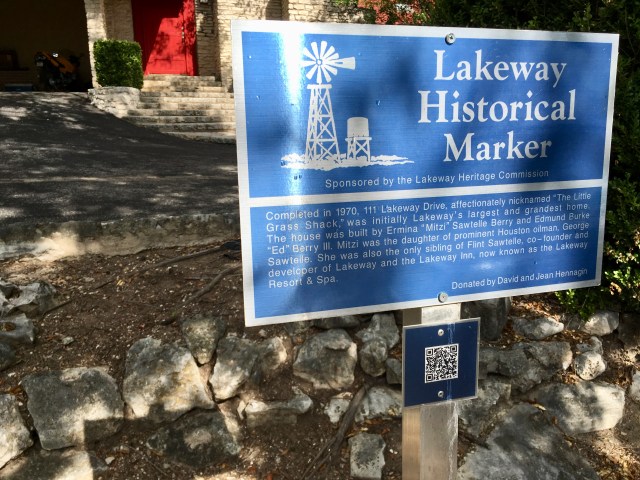 Lakeway
Historical
Marker
Sponsored by the Lakeway Heritage Commission
Completed in 1970, 111 Lakeway Drive, affectionately nicknamed "The Little
Grass Shack," was initially Lakeway's largest and grandest home.
The house was built by Ermina "Mitzi" Sawtelle Berry and Edmund Burke
"Ed" Berry III. Mitzi was the daughter of prominent Houston oilman, George
Sawtelle. She was also the only sibling of Flint Sawtelle, co-founder and
developer of Lakeway and the Lakeway Inn, now known as the Lakeway
Resort & Spa.
Donated by David and Jean Hennagin